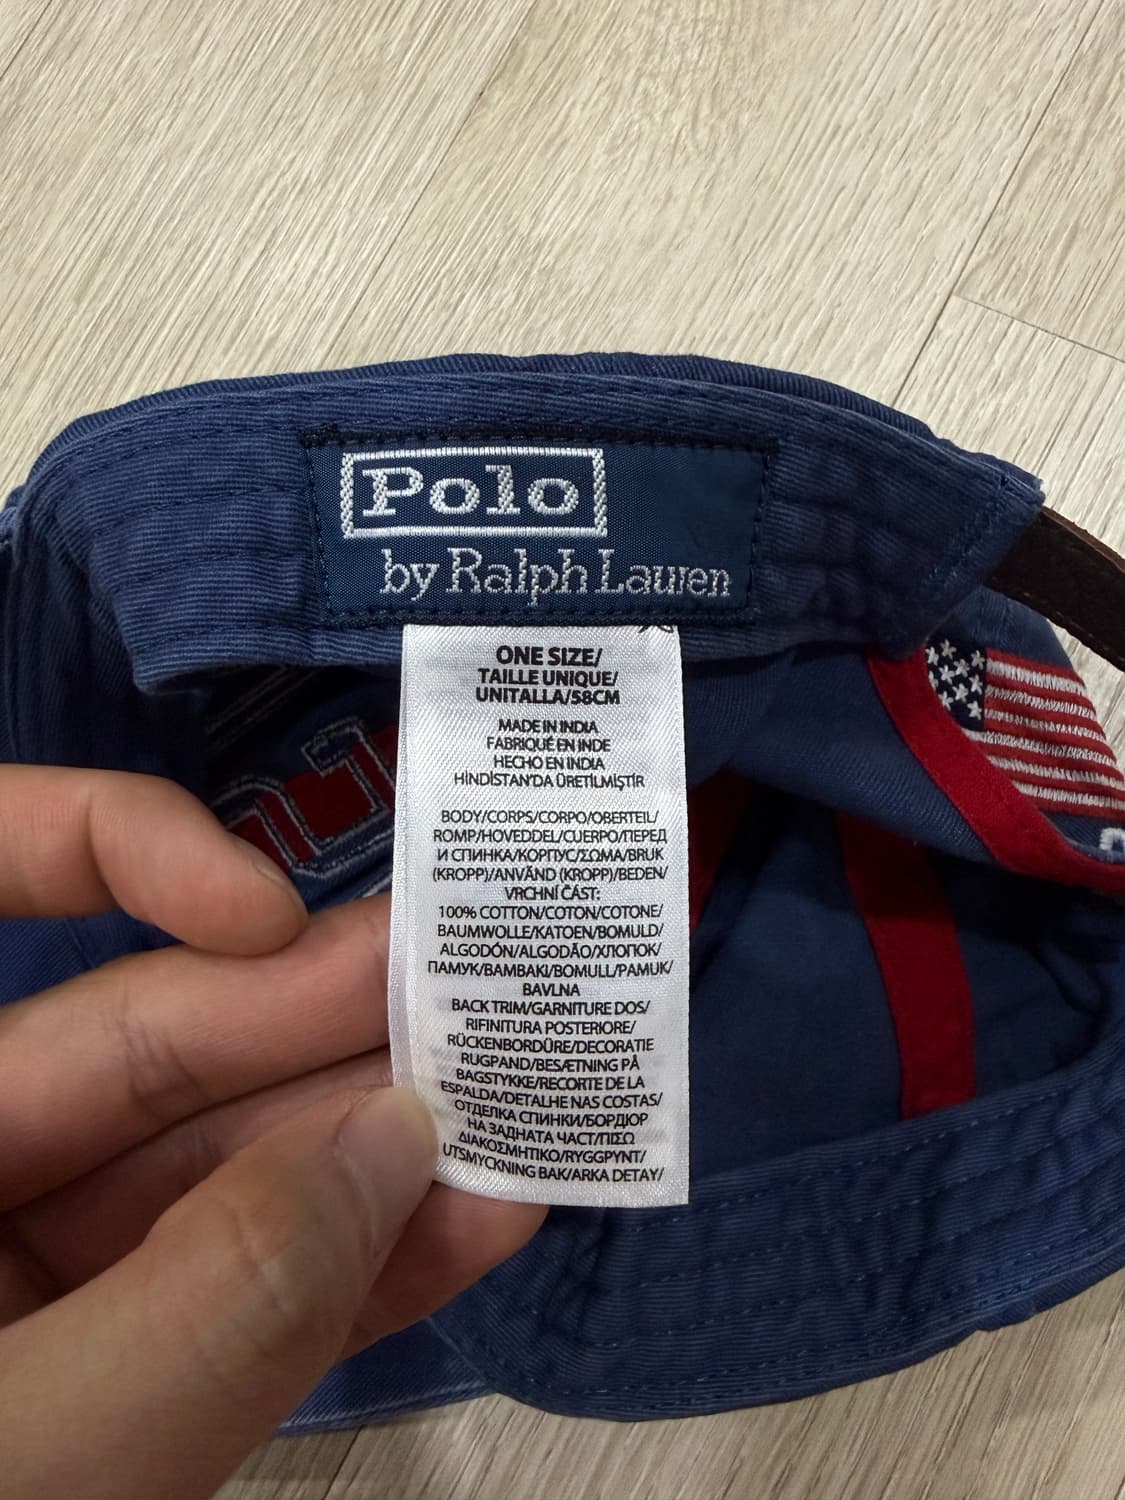 Polo
by Ralph Lauren
ONE SIZE/
TAILLE UNIQUE/
UNITALLA/58CM
MADE IN INDIA
FABRIQUÉ EN INDE
HECHO EN INDIA
HİNDİSTAN'DA ÜRETİLMİŞTİR
BODY/CORPS/CORPO/OBERTEIL/
ROMP/HOVEDDEL/CUERPO/ПЕРЕД
И СПИНКА/КОРПУС/ΣΩΜΑ/BRUK
(KROPP)/ANVÄND (KROPP)/BEDEN/
VRCHNÍ ČÁST:
100% COTTON/COTON/COTONE/
BAUMWOLLE/KATOEN/BOMULD/
ALGODÓN/ALGODÃO/ХЛОПОК/
ПАМУК/ΒΑΜΒΑΚΙ/BOMULL/PAMUK/
BAVLNA
BACK TRIM/GARNITURE DOS/
RIFINITURA POSTERIORE/
RÜCKENBORDÜRE/DECORATIE
RUGPAND/BESÆTNING PÅ
BAGSTYKKE/RECORTE DE LA
ESPALDA/DETALHE NAS COSTAS/
ОТДЕЛКА СПИНКИ/БОРДЮР
НА ЗАДНАТА ЧАСТ/ΠΙΣΩ
ΔΙΑΚΟΣΜΗΤΙΚΟ/RYGGPYNT/
UTSMYCKNING BAK/ARKA DETAY/